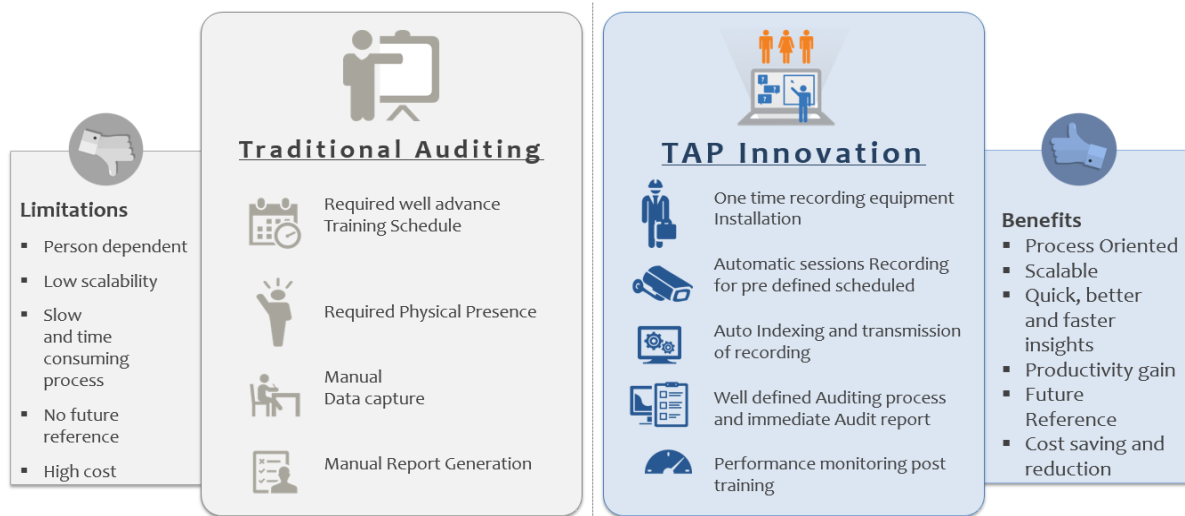 Limitations
▪ Person dependent
▪ Low scalability
▪ Slow
and time
consuming
process
▪ No future
reference
▪ High cost
Traditional Auditing
Required well advance
Training Schedule
Required Physical Presence
Manual
Data capture
Manual Report Generation
TAP Innovation
One time recording equipment
Installation
Automatic sessions Recording
for pre defined scheduled
Auto Indexing and transmission
of recording
Well defined Auditing process
and immediate Audit report
Performance monitoring post
training
Benefits
▪ Process Oriented
▪ Scalable
▪ Quick, better
and faster
insights
▪ Productivity gain
▪ Future
Reference
▪ Cost saving and
reduction